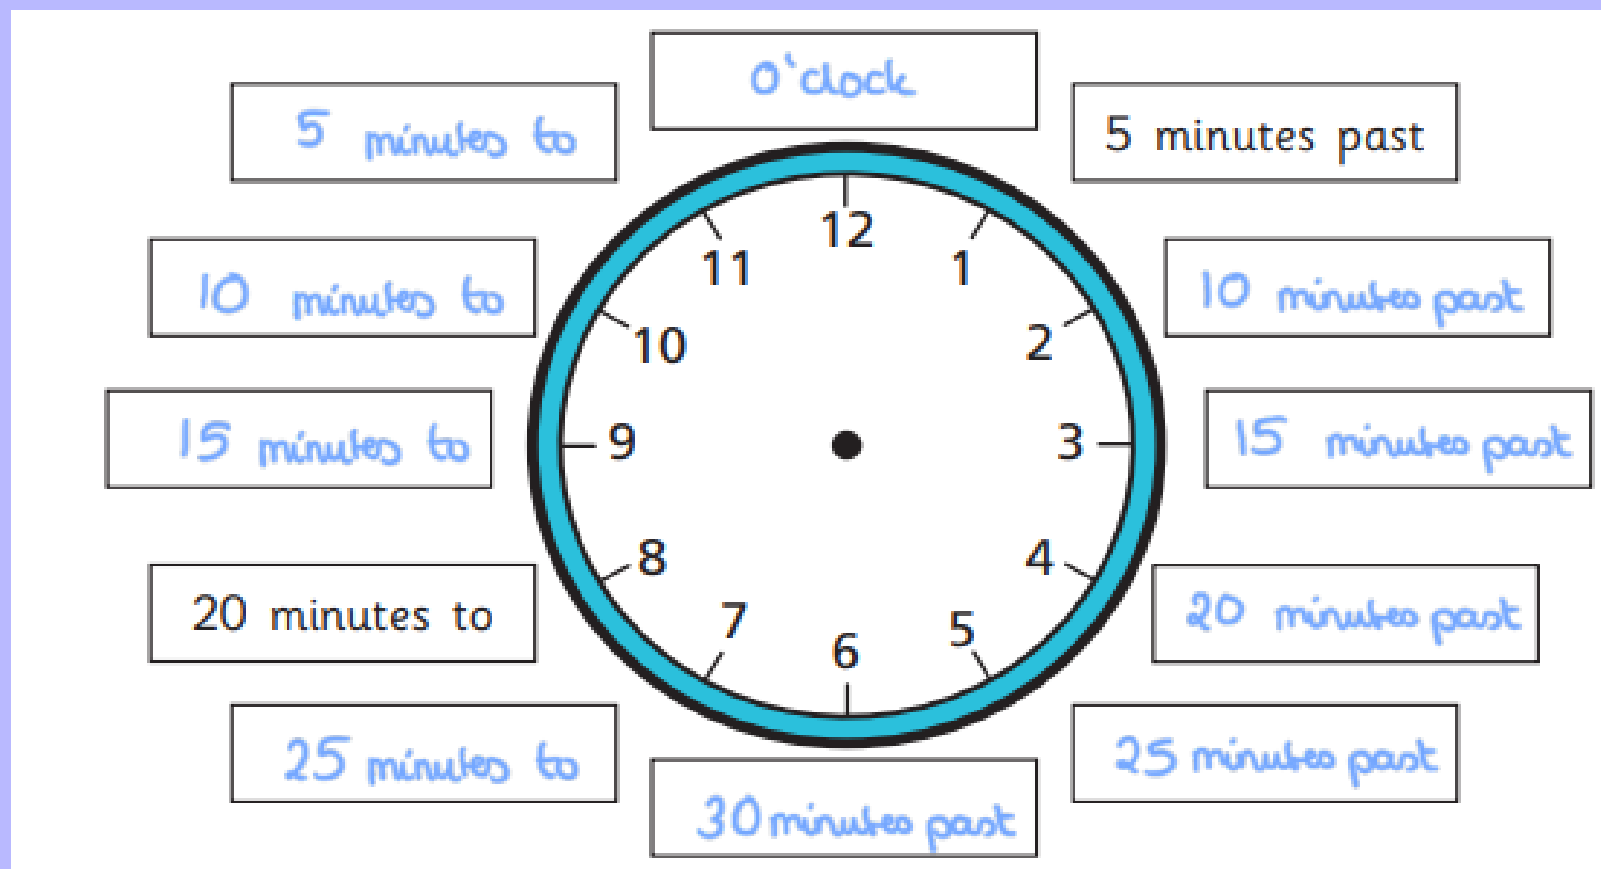 o'clock
5 minutes to
5 minutes past
12
11
1
10 minutes to
10 minutes past
10
2
15 minutes to
9
3
15 minutes past
8
4
20 minutes to
20 minutes past
7
5
6
25 minutes to
25 minutes past
30 minutes past